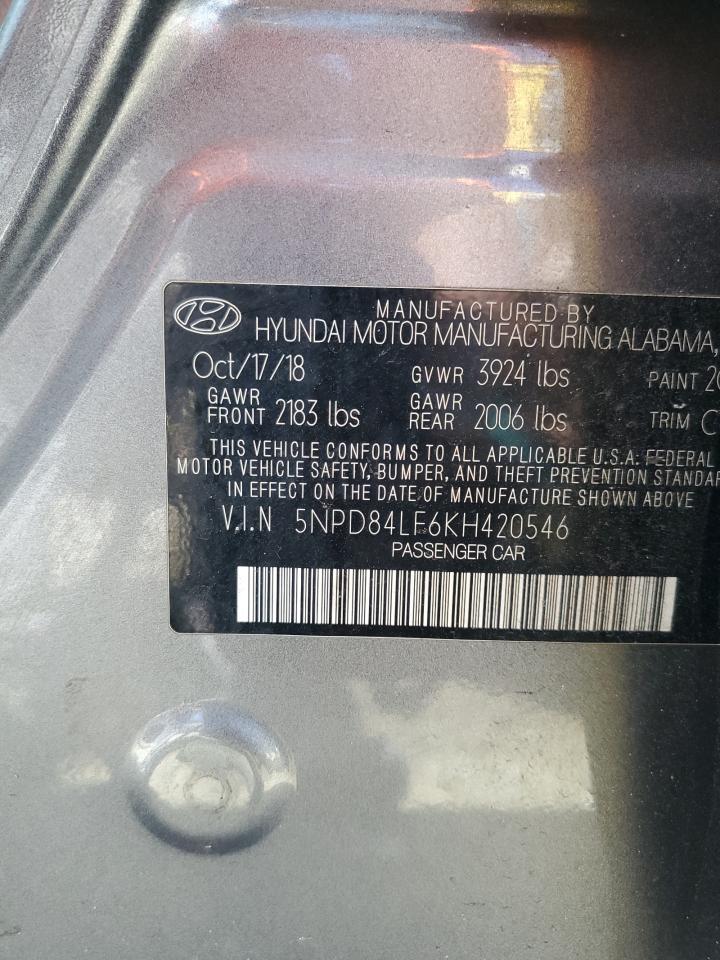 MANUFACTURED BY
HYUNDAI MOTOR MANUFACTURING ALABAMA,
Oct/17/18 GVWR 3924 lbs PAINT
GAWR FRONT 2183 lbs GAWR REAR 2006 lbs TRIM C
THIS VEHICLE CONFORMS TO ALL APPLICABLE U.S.A. FEDERAL
MOTOR VEHICLE SAFETY, BUMPER, AND THEFT PREVENTION STANDAR
IN EFFECT ON THE DATE OF MANUFACTURE SHOWN ABOVE
V.I.N 5NPD84LF6KH420546
PASSENGER CAR